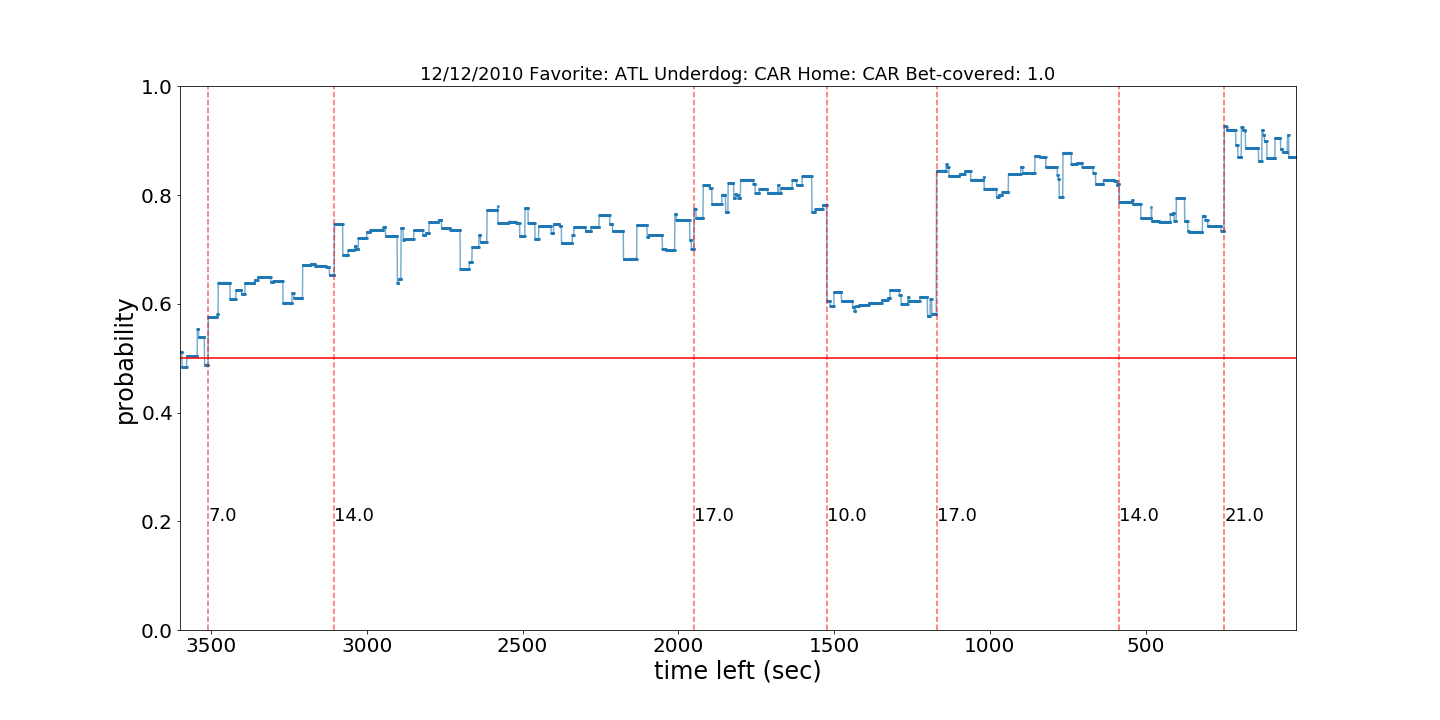 12/12/2010 Favorite: ATL Underdog: CAR Home: CAR Bet-covered: 1.0
1.0
0.8
0.6
0.4
0.2
0.0
probability
7.0 14.0 17.0 10.0 17.0 14.0 21.0
3500 3000 2500 2000 1500 1000 500
time left (sec)